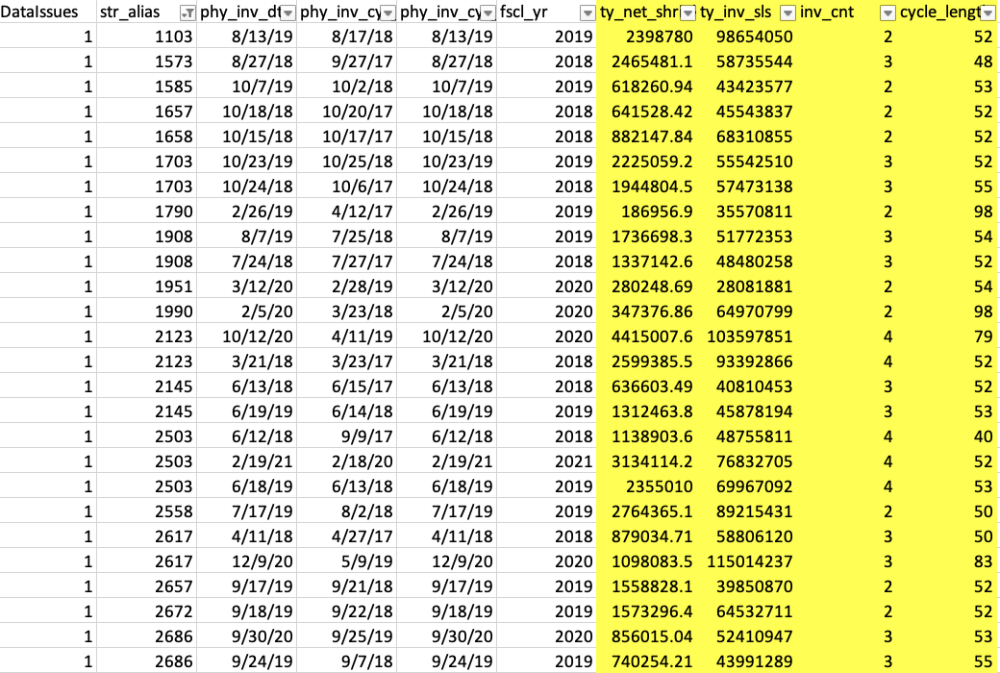 DataIssues str_alias phy_inv_dt phy_inv_cy phy_inv_cy fscl_yr ty_net_shr ty_inv_sls inv_cnt cycle_lengt
1 1103 8/13/19 8/17/18 8/13/19 2019 2398780 98654050 2 52
1 1573 8/27/18 9/27/17 8/27/18 2018 2465481.1 58735544 3 48
1 1585 10/7/19 10/2/18 10/7/19 2019 618260.94 43423577 2 53
1 1657 10/18/18 10/20/17 10/18/18 2018 641528.42 45543837 2 52
1 1658 10/15/18 10/17/17 10/15/18 2018 882147.84 68310855 2 52
1 1703 10/23/19 10/25/18 10/23/19 2019 2225059.2 55542510 3 52
1 1703 10/24/18 10/6/17 10/24/18 2018 1944804.5 57473138 3 55
1 1790 2/26/19 4/12/17 2/26/19 2019 186956.9 35570811 2 98
1 1908 8/7/19 7/25/18 8/7/19 2019 1736698.3 51772353 3 54
1 1908 7/24/18 7/27/17 7/24/18 2018 1337142.6 48480258 3 52
1 1951 3/12/20 2/28/19 3/12/20 2020 280248.69 28081881 2 54
1 1990 2/5/20 3/23/18 2/5/20 2020 347376.86 64970799 2 98
1 2123 10/12/20 4/11/19 10/12/20 2020 4415007.6 103597851 4 79
1 2123 3/21/18 3/23/17 3/21/18 2018 2599385.5 93392866 4 52
1 2145 6/13/18 6/15/17 6/13/18 2018 636603.49 40810453 3 52
1 2145 6/19/19 6/14/18 6/19/19 2019 1312463.8 45878194 3 53
1 2503 6/12/18 9/9/17 6/12/18 2018 1138903.6 48755811 4 40
1 2503 2/19/21 2/18/20 2/19/21 2021 3134114.2 76832705 4 52
1 2503 6/18/19 6/13/18 6/18/19 2019 2355010 69967092 4 53
1 2558 7/17/19 8/2/18 7/17/19 2019 2764365.1 89215431 2 50
1 2617 4/11/18 4/27/17 4/11/18 2018 879034.71 58806120 3 50
1 2617 12/9/20 5/9/19 12/9/20 2020 1098083.5 115014237 3 83
1 2657 9/17/19 9/21/18 9/17/19 2019 1558828.1 39850870 2 52
1 2672 9/18/19 9/22/18 9/18/19 2019 1573296.4 64532711 2 52
1 2686 9/30/20 9/25/19 9/30/20 2020 856015.04 52410947 3 53
1 2686 9/24/19 9/7/18 9/24/19 2019 740254.21 43991289 3 55